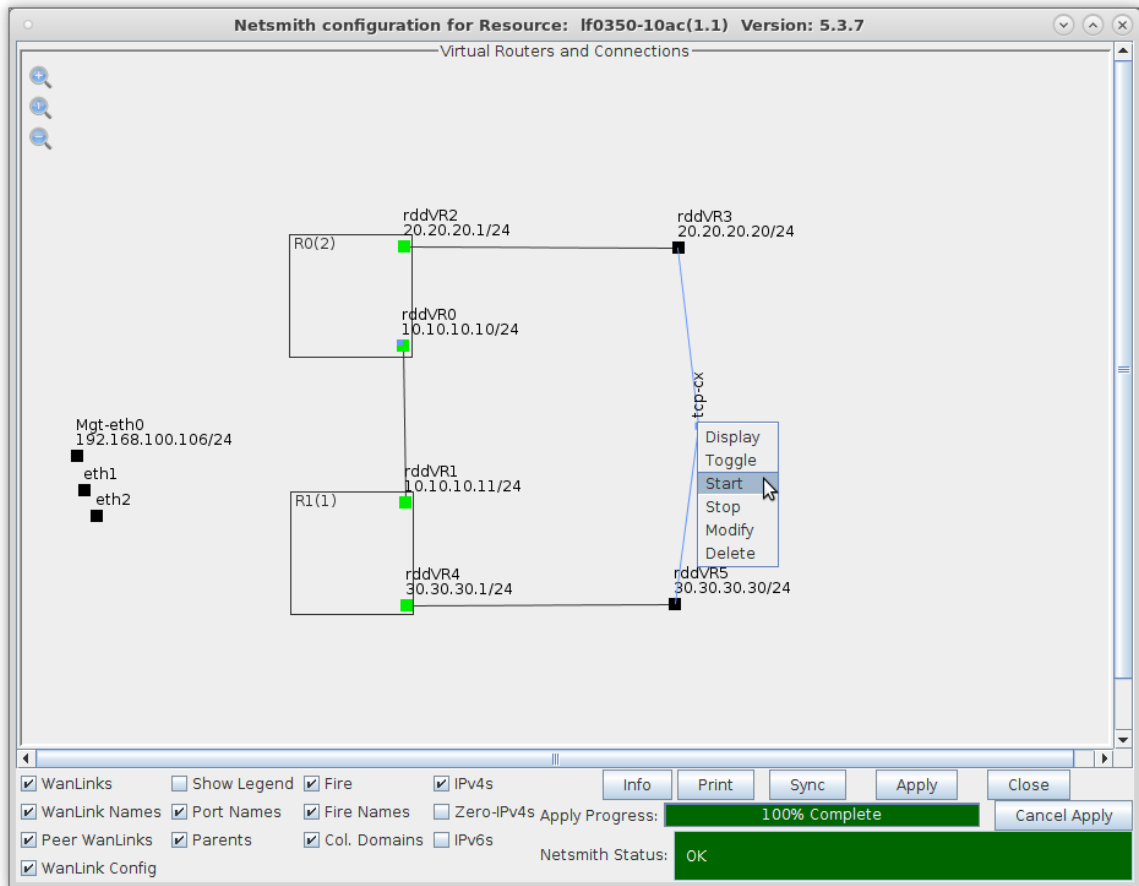 Netsmith configuration for Resource: lf0350-10ac(1.1) Version: 5.3.7
Virtual Routers and Connections
rddVR2
20.20.20.1/24
rddVR3
20.20.20.20/24
R0(2)
rddVR0
10.10.10.10/24
tcp-cx
Mgt-eth0
192.168.100.106/24
eth1
eth2
Display
Toggle
Start
Stop
Modify
Delete
rddVR1
10.10.10.11/24
R1(1)
rddVR4
30.30.30.1/24
rddVR5
30.30.30.30/24
WanLinks Show Legend Fire IPv4s Info Print Sync Apply Close
WanLink Names Port Names Fire Names Zero-IPv4s Apply Progress: 100% Complete Cancel Apply
Peer WanLinks Parents Col. Domains IPv6s Netsmith Status: OK
WanLink Config